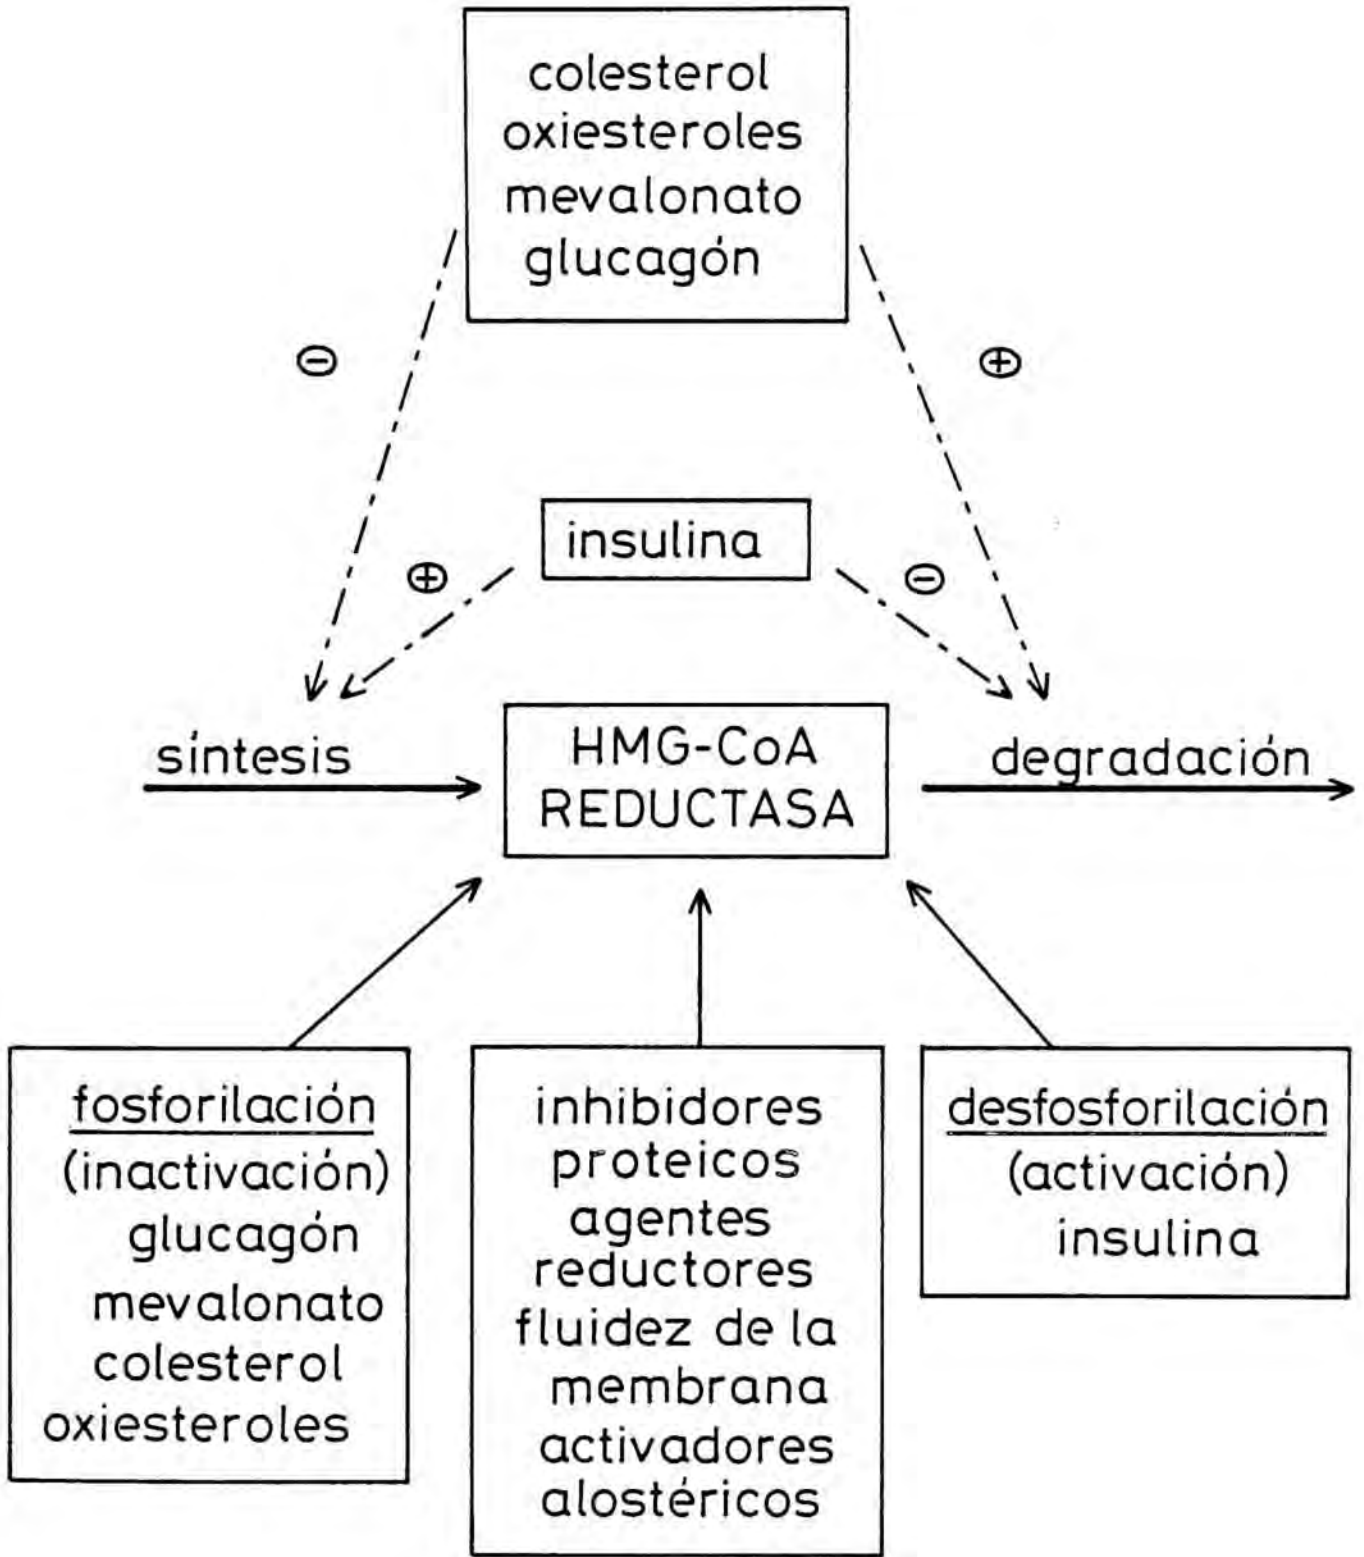 colesterol
oxiesteroles
mevalonato
glucagón
⊖
⊕
insulina
⊕
⊖
síntesis
HMG-CoA
REDUCTASA
degradación
fosforilación
(inactivación)
glucagón
mevalonato
colesterol
oxiesteroles
inhibidores
proteicos
agentes
reductores
fluidez de la
membrana
activadores
alostéricos
desfosforilación
(activación)
insulina